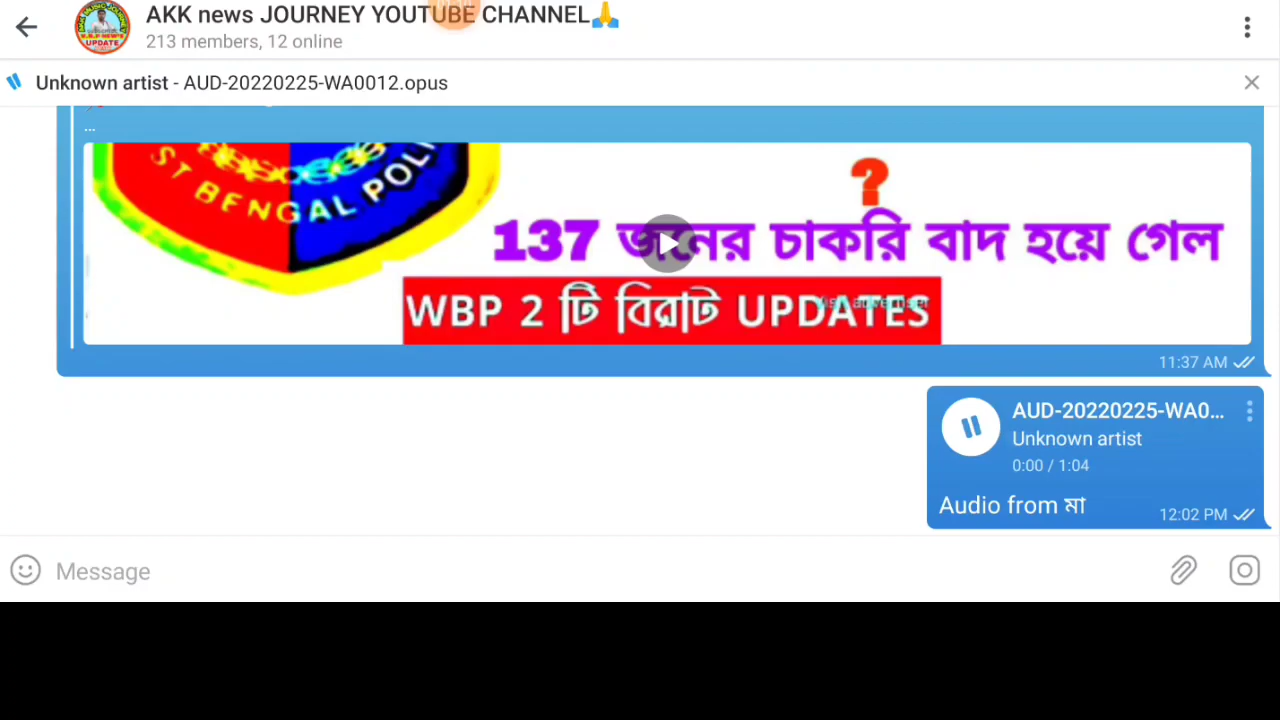 AKK news JOURNEY YOUTUBE CHANNEL🙏
213 members, 12 online
Unknown artist - AUD-20220225-WA0012.opus
...
ST BENGAL POLI
?
137 জনের চাকরি বাদ হয়ে গেল
WBP 2 টি বিরাট UPDATES
Visit advertiser
11:37 AM
AUD-20220225-WA0...
Unknown artist
0:00 / 1:04
Audio from মা
12:02 PM
Message